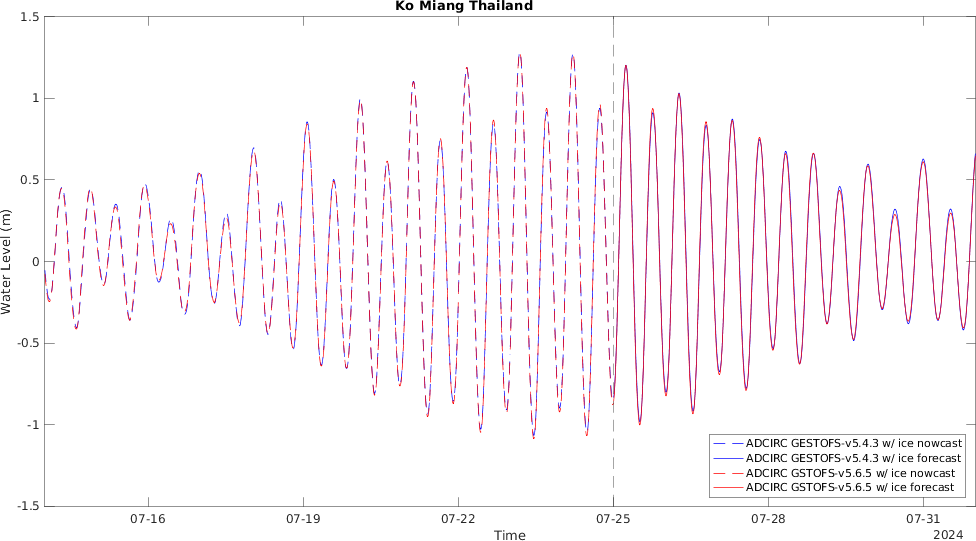 Ko Miang Thailand
1.5
1
0.5
0
-0.5
-1
-1.5
Water Level (m)
07-16 07-19 07-22 07-25 07-28 07-31
Time
2024
ADCIRC GESTOFS-v5.4.3 w/ ice nowcast
ADCIRC GESTOFS-v5.4.3 w/ ice forecast
ADCIRC GSTOFS-v5.6.5 w/ ice nowcast
ADCIRC GSTOFS-v5.6.5 w/ ice forecast